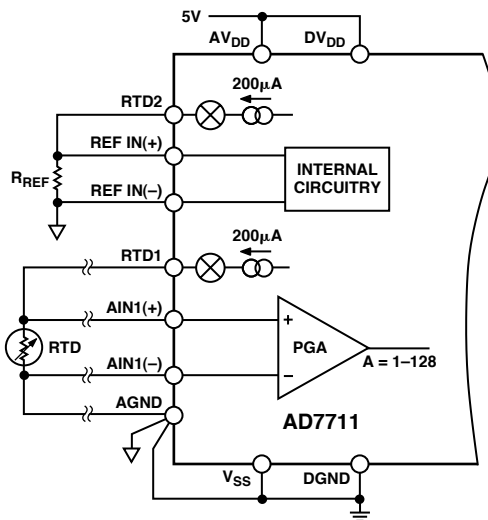 5V
AVDD
DVDD
200μA
RTD2
REF IN(+)
RREF
INTERNAL
CIRCUITRY
REF IN(–)
200μA
RTD1
AIN1(+)
+
RTD
PGA
A = 1–128
AIN1(–)
–
AGND
AD7711
VSS
DGND